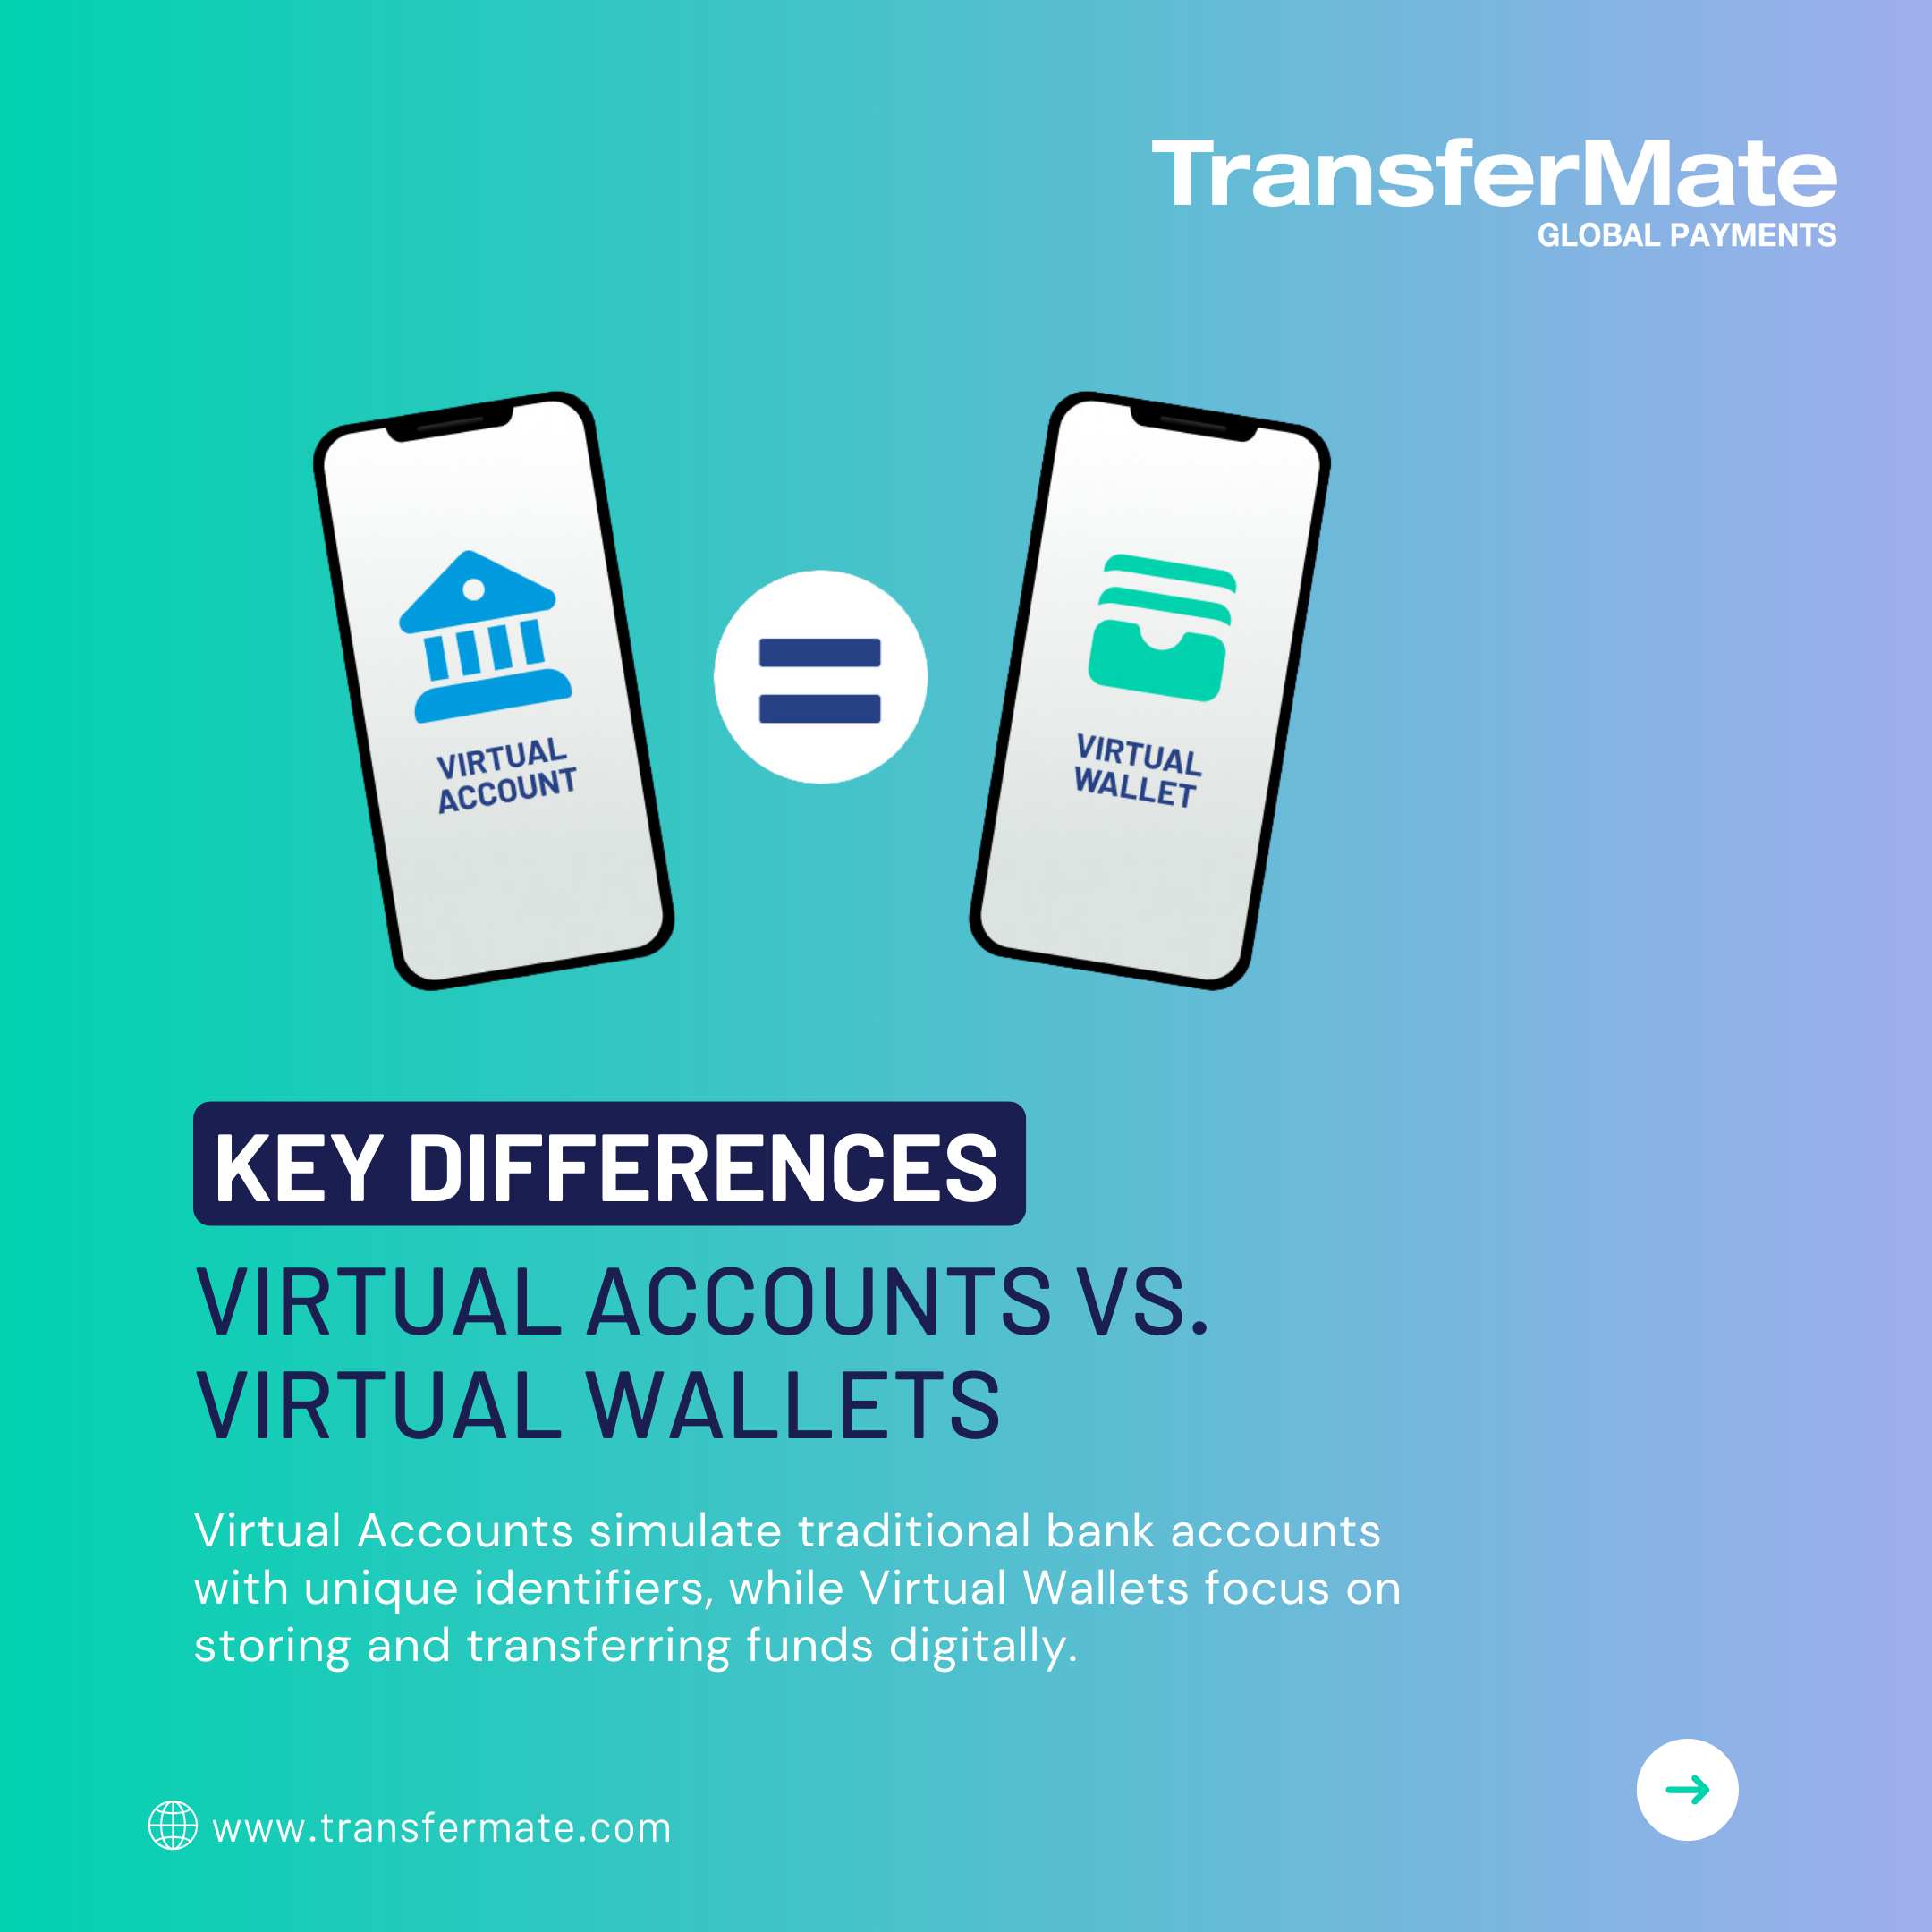 TransferMate
GLOBAL PAYMENTS
VIRTUAL
ACCOUNT
VIRTUAL
WALLET
KEY DIFFERENCES
VIRTUAL ACCOUNTS VS.
VIRTUAL WALLETS
Virtual Accounts simulate traditional bank accounts
with unique identifiers, while Virtual Wallets focus on
storing and transferring funds digitally.
www.transfermate.com